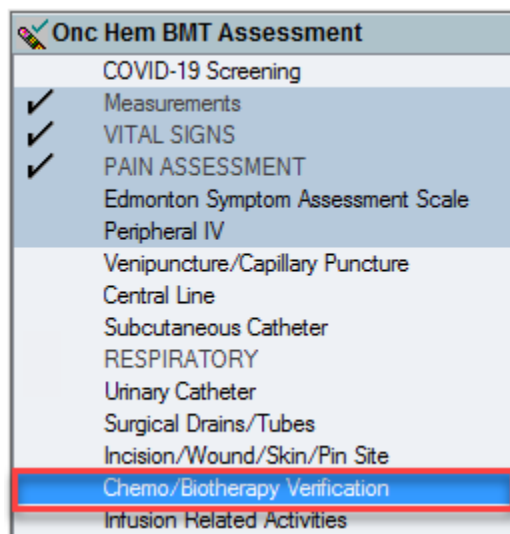 Onc Hem BMT Assessment
COVID-19 Screening
Measurements
VITAL SIGNS
PAIN ASSESSMENT
Edmonton Symptom Assessment Scale
Peripheral IV
Venipuncture/Capillary Puncture
Central Line
Subcutaneous Catheter
RESPIRATORY
Urinary Catheter
Surgical Drains/Tubes
Incision/Wound/Skin/Pin Site
Chemo/Biotherapy Verification
Infusion Related Activities